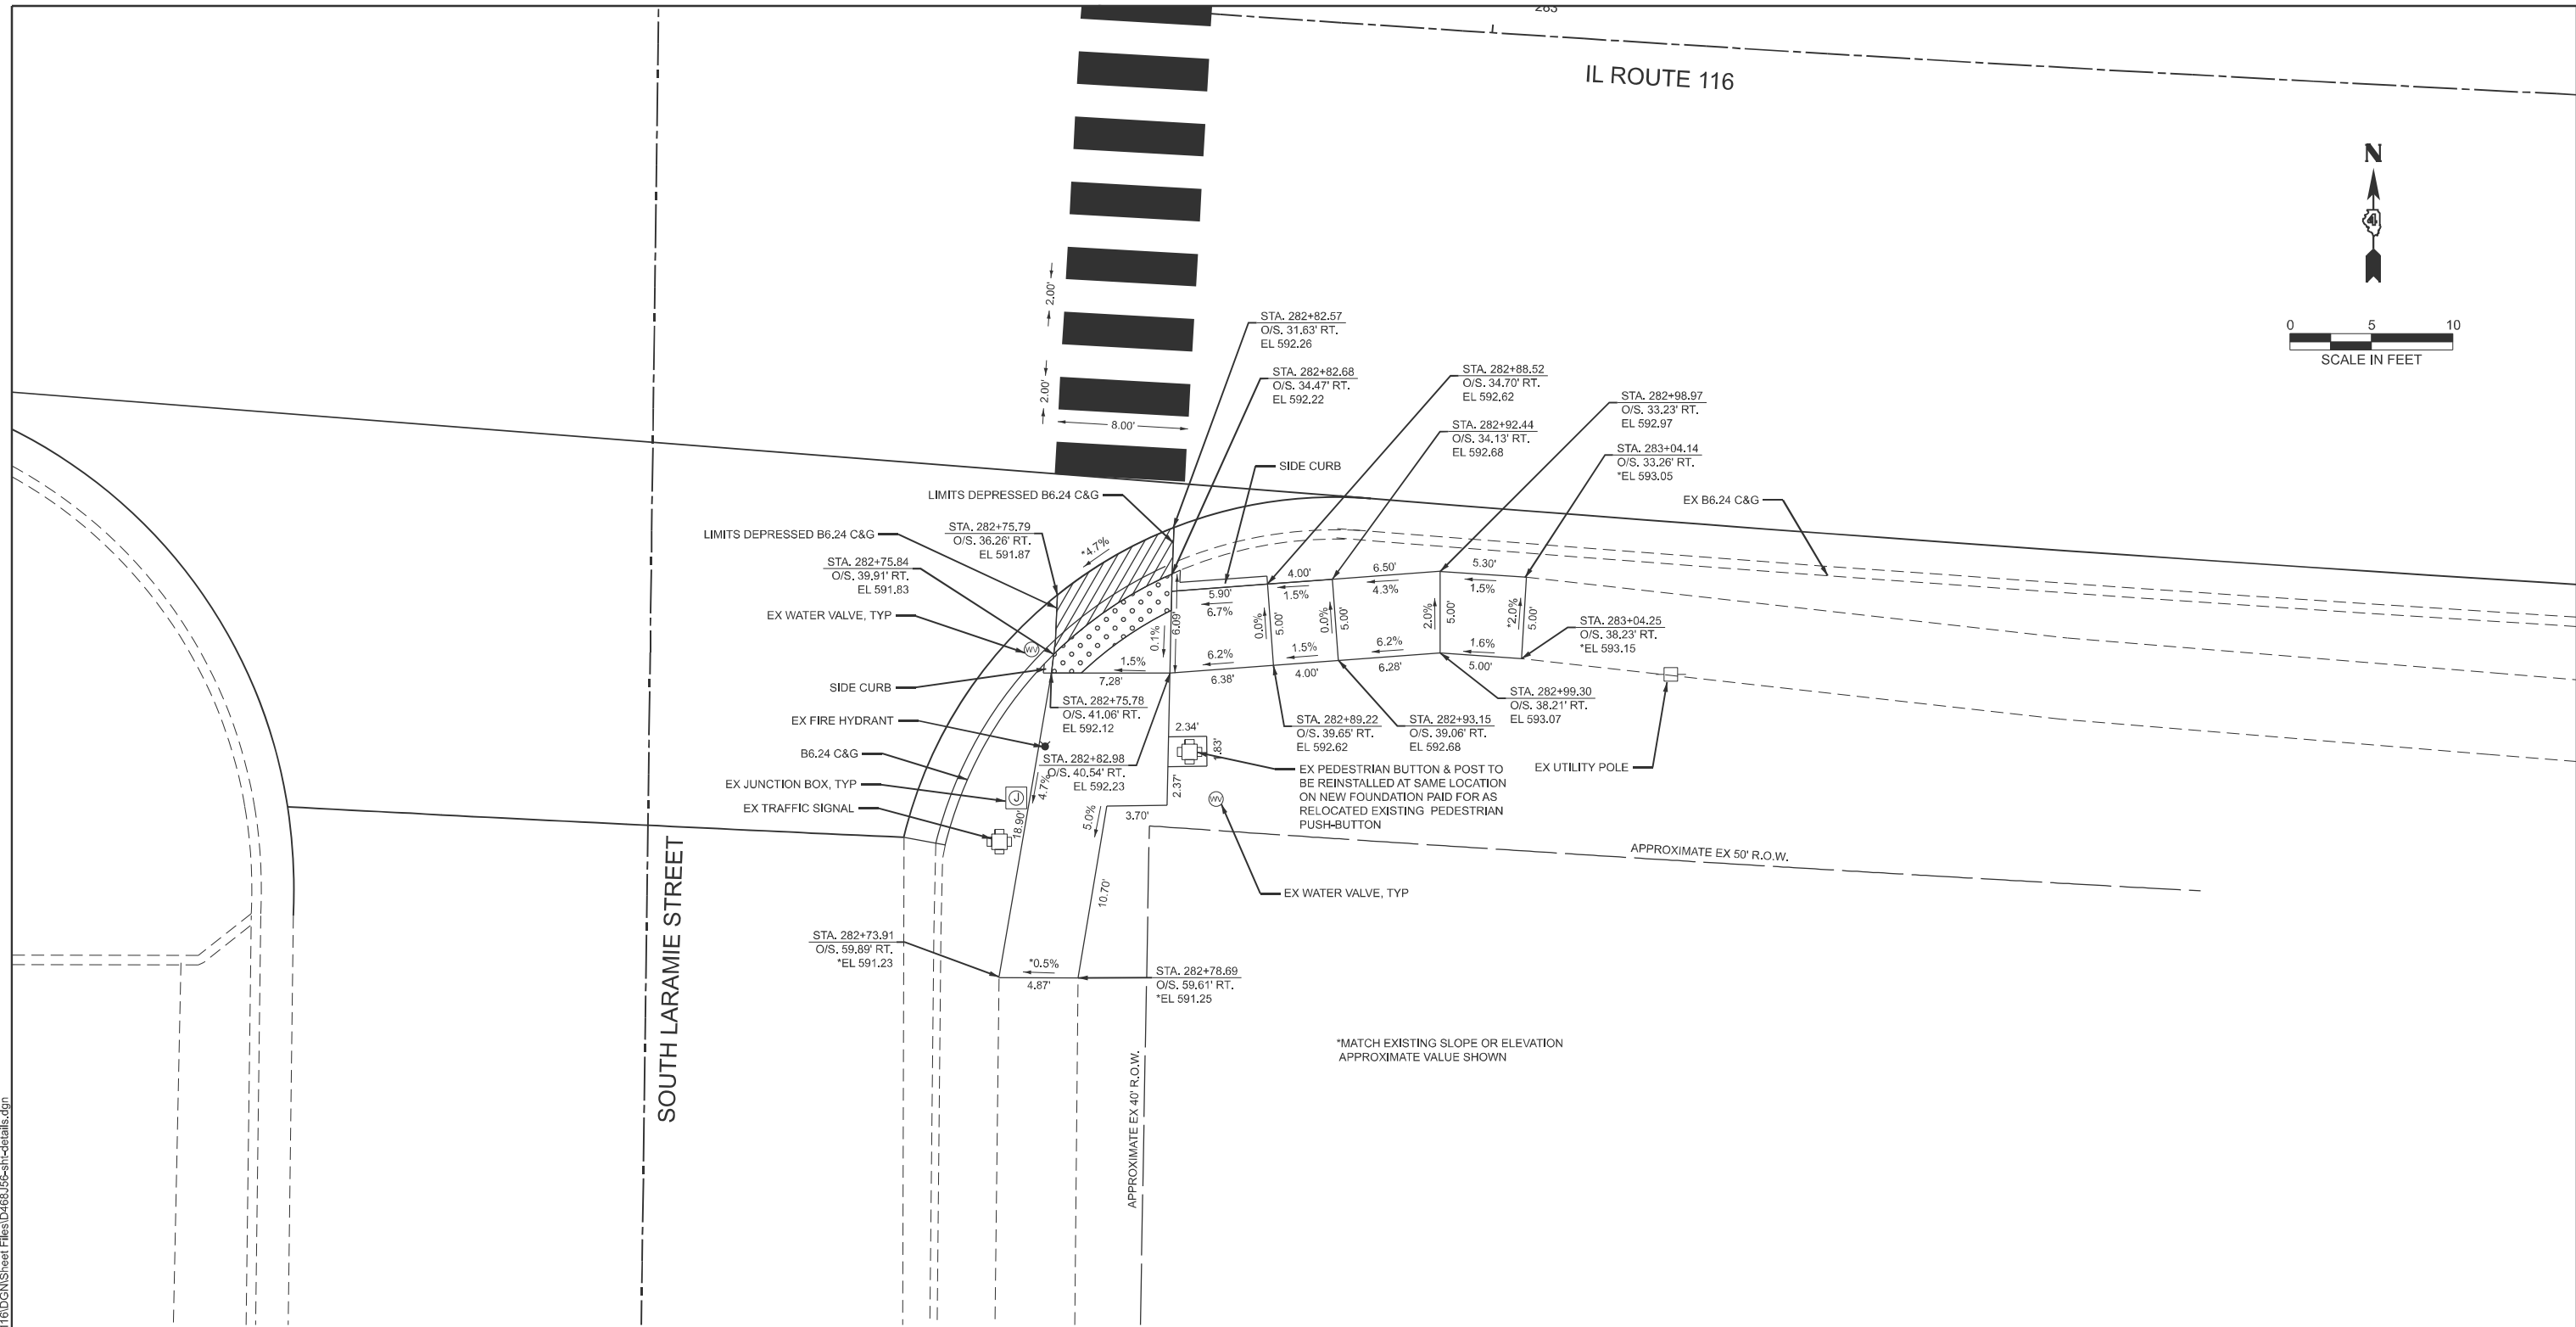 283
IL ROUTE 116
N
4
0 5 10
SCALE IN FEET
2.00'
2.00'
8.00'
STA. 282+82.57
O/S. 31.63' RT.
EL 592.26
STA. 282+82.68
O/S. 34.47' RT.
EL 592.22
STA. 282+88.52
O/S. 34.70' RT.
EL 592.62
STA. 282+92.44
O/S. 34.13' RT.
EL 592.68
STA. 282+98.97
O/S. 33.23' RT.
EL 592.97
STA. 283+04.14
O/S. 33.26' RT.
*EL 593.05
SIDE CURB
EX B6.24 C&G
LIMITS DEPRESSED B6.24 C&G
LIMITS DEPRESSED B6.24 C&G
STA. 282+75.79
O/S. 36.26' RT.
EL 591.87
STA. 282+75.84
O/S. 39.91' RT.
EL 591.83
EX WATER VALVE, TYP
WV
SIDE CURB
EX FIRE HYDRANT
B6.24 C&G
EX JUNCTION BOX, TYP
J
EX TRAFFIC SIGNAL
*4.7%
5.90'
6.7%
4.00'
1.5%
6.50'
4.3%
5.30'
1.5%
0.1%
6.09'
0.0%
5.00'
0.0%
5.00'
2.0%
5.00'
*2.0%
5.00'
1.5%
7.28'
6.2%
6.38'
1.5%
4.00'
6.2%
6.28'
1.6%
5.00'
STA. 283+04.25
O/S. 38.23' RT.
*EL 593.15
STA. 282+99.30
O/S. 38.21' RT.
EL 593.07
STA. 282+75.78
O/S. 41.06' RT.
EL 592.12
STA. 282+82.98
O/S. 40.54' RT.
EL 592.23
STA. 282+89.22
O/S. 39.65' RT.
EL 592.62
STA. 282+93.15
O/S. 39.06' RT.
EL 592.68
2.34'
.83'
2.37'
3.70'
4.7%
18.90'
5.0%
10.70'
EX PEDESTRIAN BUTTON & POST TO
BE REINSTALLED AT SAME LOCATION
ON NEW FOUNDATION PAID FOR AS
RELOCATED EXISTING PEDESTRIAN
PUSH-BUTTON
EX UTILITY POLE
WV
EX WATER VALVE, TYP
APPROXIMATE EX 50' R.O.W.
STA. 282+73.91
O/S. 59.89' RT.
*EL 591.23
*0.5%
4.87'
STA. 282+78.69
O/S. 59.61' RT.
*EL 591.25
SOUTH LARAMIE STREET
APPROXIMATE EX 40' R.O.W.
*MATCH EXISTING SLOPE OR ELEVATION
APPROXIMATE VALUE SHOWN
116\DGN\Sheet Files\D468J56-sht-details.dgn